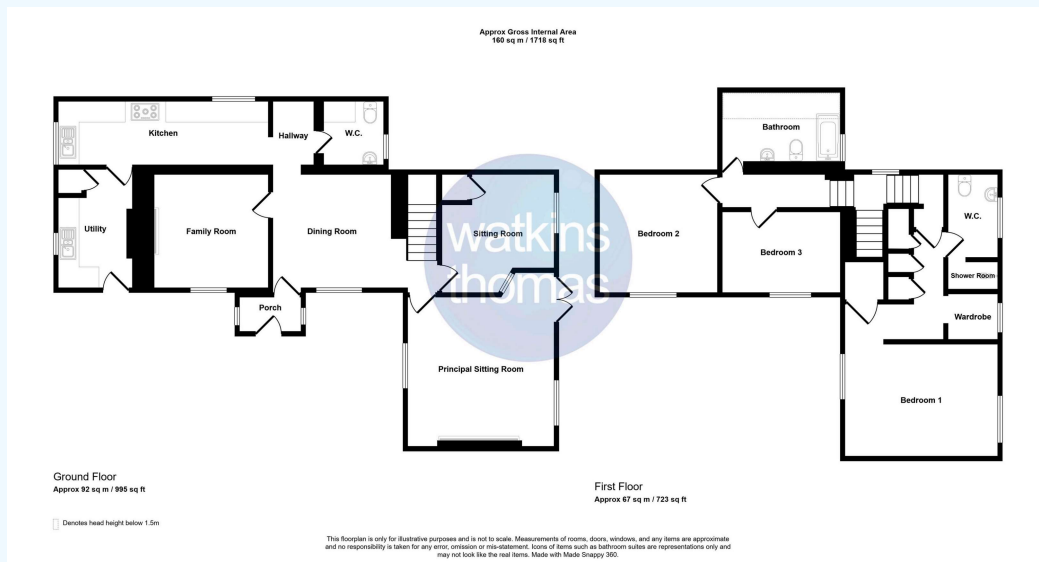 Approx Gross Internal Area
160 sq m / 1718 sq ft
Kitchen
Hallway
W.C.
Utility
Family Room
Dining Room
Sitting Room
Porch
Principal Sitting Room
Bathroom
Bedroom 2
Bedroom 3
W.C.
Shower Room
Wardrobe
Bedroom 1
watkins
thomas
Ground Floor
Approx 92 sq m / 995 sq ft
First Floor
Approx 67 sq m / 723 sq ft
Denotes head height below 1.5m
This floorplan is only for illustrative purposes and is not to scale. Measurements of rooms, doors, windows, and any items are approximate
and no responsibility is taken for any error, omission or mis-statement. Icons of items such as bathroom suites are representations only and
may not look like the real items. Made with Made Snappy 360.